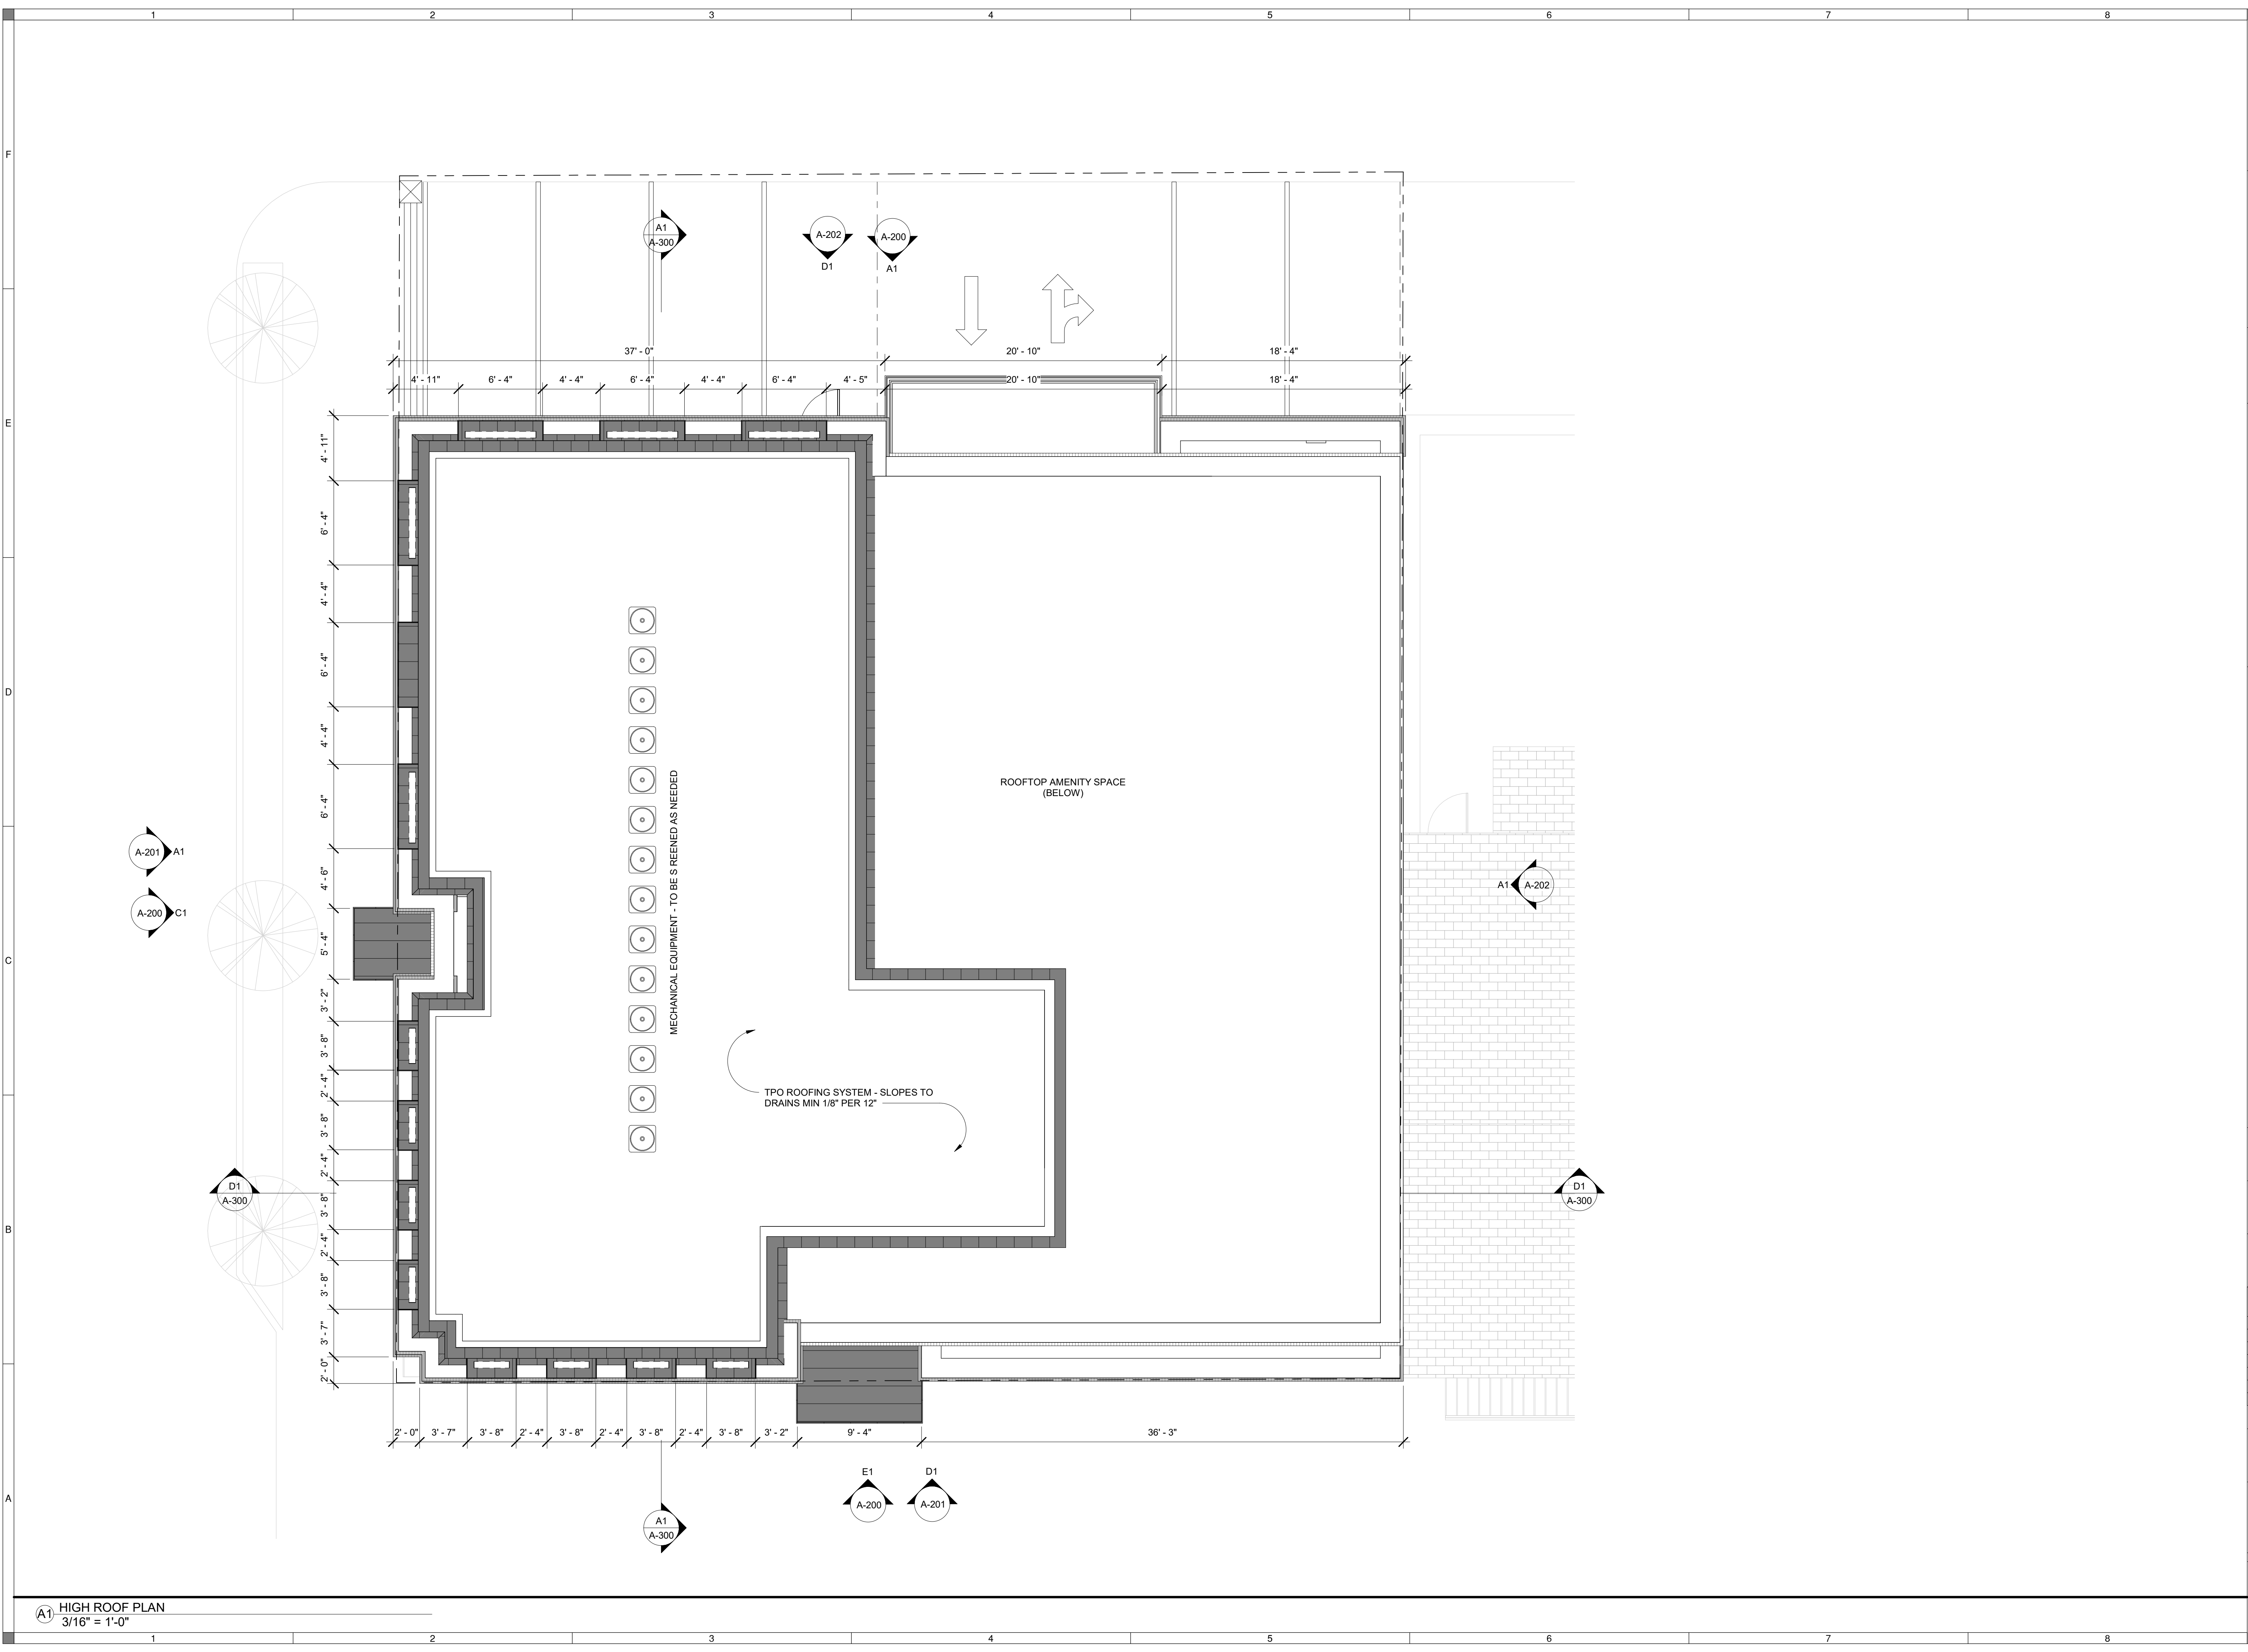 1 2 3 4 5 6 7 8
F
E
D
C
B
A
A1
A-300
A-202
D1
A-200
A1
37' - 0" 20' - 10" 18' - 4"
4' - 11" 6' - 4" 4' - 4" 6' - 4" 4' - 4" 6' - 4" 4' - 5" 20' - 10" 18' - 4"
4' - 11"
6' - 4"
4' - 4"
6' - 4"
4' - 4"
6' - 4"
4' - 6"
5' - 4"
3' - 2"
3' - 8"
2' - 4"
3' - 8"
2' - 4"
3' - 8"
2' - 4"
3' - 8"
3' - 7"
2' - 0"
MECHANICAL EQUIPMENT - TO BE S REENED AS NEEDED
ROOFTOP AMENITY SPACE
(BELOW)
A-201 A1
A-200 C1
A1 A-202
TPO ROOFING SYSTEM - SLOPES TO
DRAINS MIN 1/8" PER 12"
D1
A-300
D1
A-300
2' - 0" 3' - 7" 3' - 8" 2' - 4" 3' - 8" 2' - 4" 3' - 8" 2' - 4" 3' - 8" 3' - 2" 9' - 4" 36' - 3"
E1
A-200
D1
A-201
A1
A-300
A1 HIGH ROOF PLAN
3/16" = 1'-0"
1 2 3 4 5 6 7 8